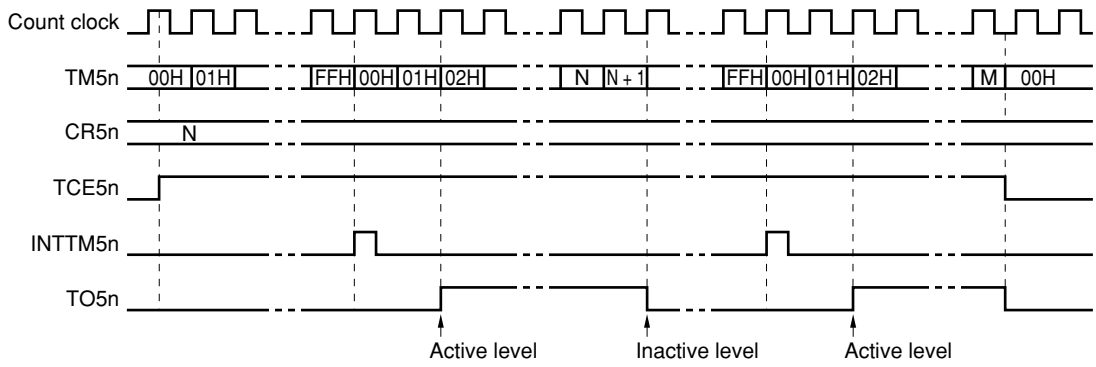 Count clock
TM5n 00H 01H FFH 00H 01H 02H N N + 1 FFH 00H 01H 02H M 00H
CR5n N
TCE5n
INTTM5n
TO5n
Active level Inactive level Active level